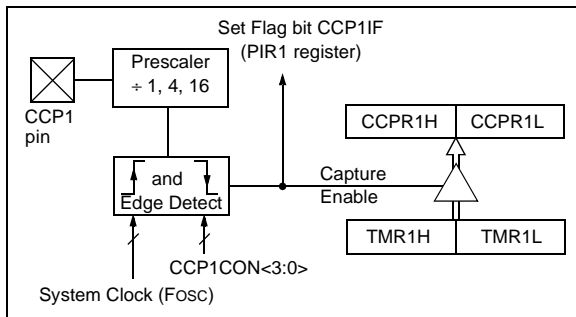 Set Flag bit CCP1IF
(PIR1 register)
Prescaler
÷ 1, 4, 16
CCP1
pin
CCPR1H CCPR1L
and
Edge Detect
Capture
Enable
TMR1H TMR1L
CCP1CON<3:0>
System Clock (FOSC)